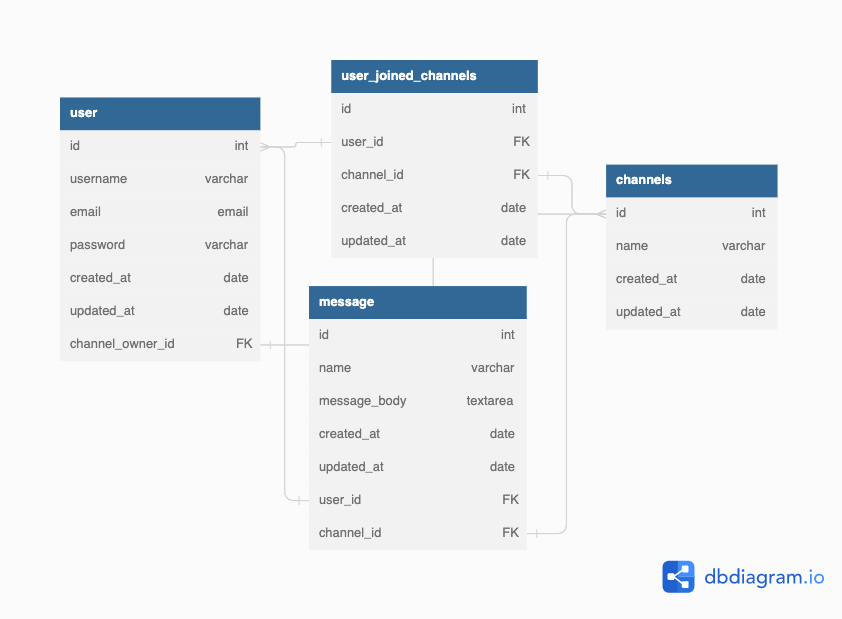 user
id int
username varchar
email email
password varchar
created_at date
updated_at date
channel_owner_id FK
user_joined_channels
id int
user_id FK
channel_id FK
created_at date
updated_at date
message
id int
name varchar
message_body textarea
created_at date
updated_at date
user_id FK
channel_id FK
channels
id int
name varchar
created_at date
updated_at date
dbdiagram.io